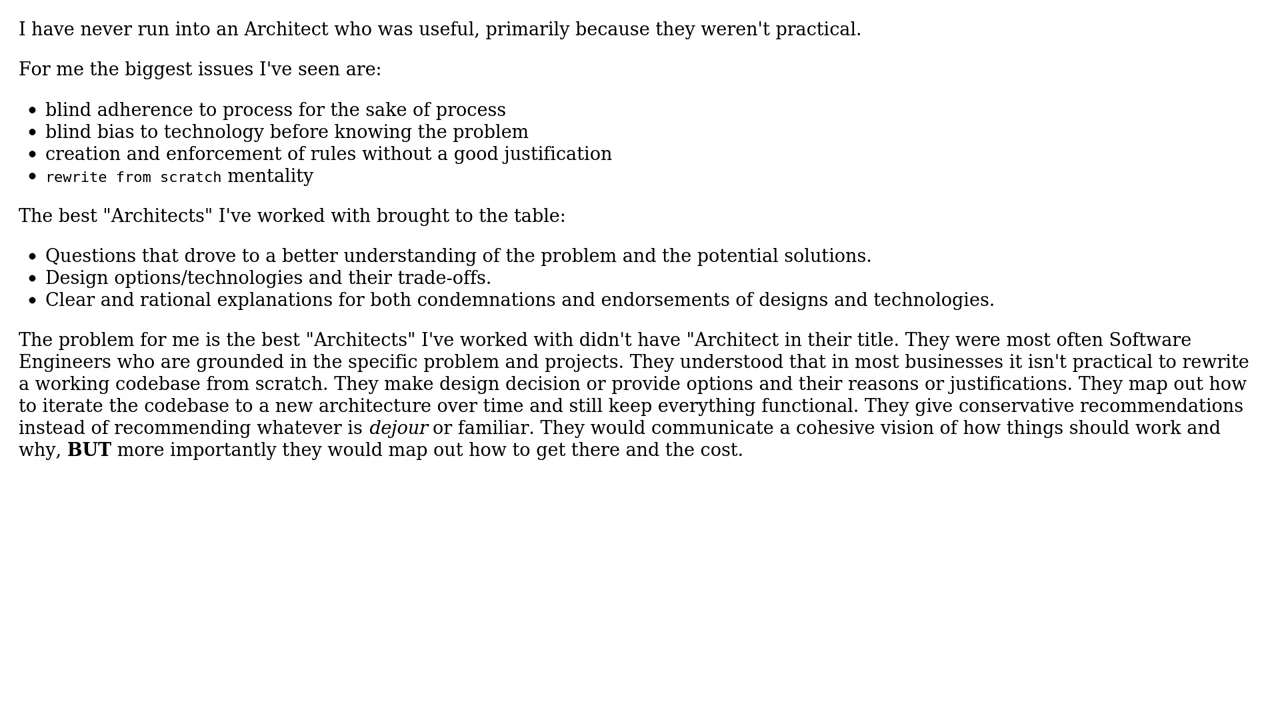 I have never run into an Architect who was useful, primarily because they weren't practical.
For me the biggest issues I've seen are:
• blind adherence to process for the sake of process
• blind bias to technology before knowing the problem
• creation and enforcement of rules without a good justification
• rewrite from scratch mentality
The best "Architects" I've worked with brought to the table:
• Questions that drove to a better understanding of the problem and the potential solutions.
• Design options/technologies and their trade-offs.
• Clear and rational explanations for both condemnations and endorsements of designs and technologies.
The problem for me is the best "Architects" I've worked with didn't have "Architect in their title. They were most often Software
Engineers who are grounded in the specific problem and projects. They understood that in most businesses it isn't practical to rewrite
a working codebase from scratch. They make design decision or provide options and their reasons or justifications. They map out how
to iterate the codebase to a new architecture over time and still keep everything functional. They give conservative recommendations
instead of recommending whatever is dejour or familiar. They would communicate a cohesive vision of how things should work and
why, BUT more importantly they would map out how to get there and the cost.